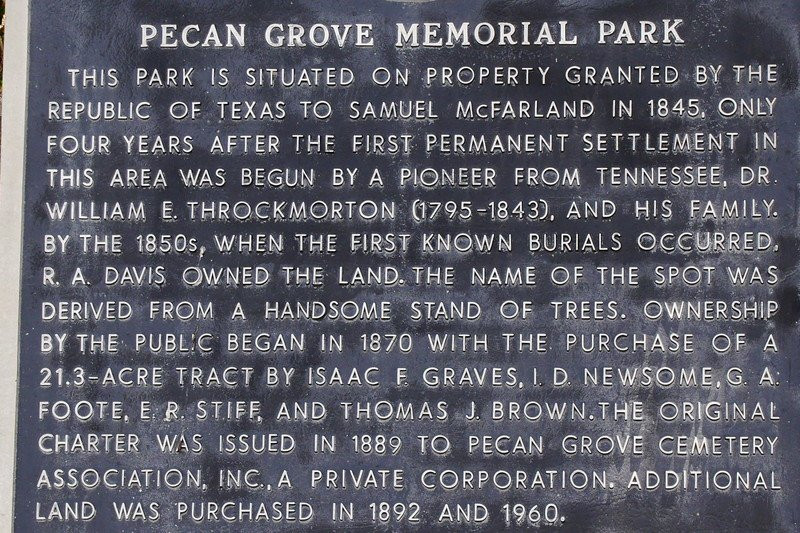 PECAN GROVE MEMORIAL PARK
THIS PARK IS SITUATED ON PROPERTY GRANTED BY THE
REPUBLIC OF TEXAS TO SAMUEL McFARLAND IN 1845, ONLY
FOUR YEARS AFTER THE FIRST PERMANENT SETTLEMENT IN
THIS AREA WAS BEGUN BY A PIONEER FROM TENNESSEE, DR.
WILLIAM E. THROCKMORTON (1795-1843), AND HIS FAMILY.
BY THE 1850s, WHEN THE FIRST KNOWN BURIALS OCCURRED,
R. A. DAVIS OWNED THE LAND. THE NAME OF THE SPOT WAS
DERIVED FROM A HANDSOME STAND OF TREES. OWNERSHIP
BY THE PUBLIC BEGAN IN 1870 WITH THE PURCHASE OF A
21.3-ACRE TRACT BY ISAAC F. GRAVES, I. D. NEWSOME, G. A.
FOOTE, E. R. STIFF, AND THOMAS J. BROWN. THE ORIGINAL
CHARTER WAS ISSUED IN 1889 TO PECAN GROVE CEMETERY
ASSOCIATION, INC., A PRIVATE CORPORATION. ADDITIONAL
LAND WAS PURCHASED IN 1892 AND 1960.